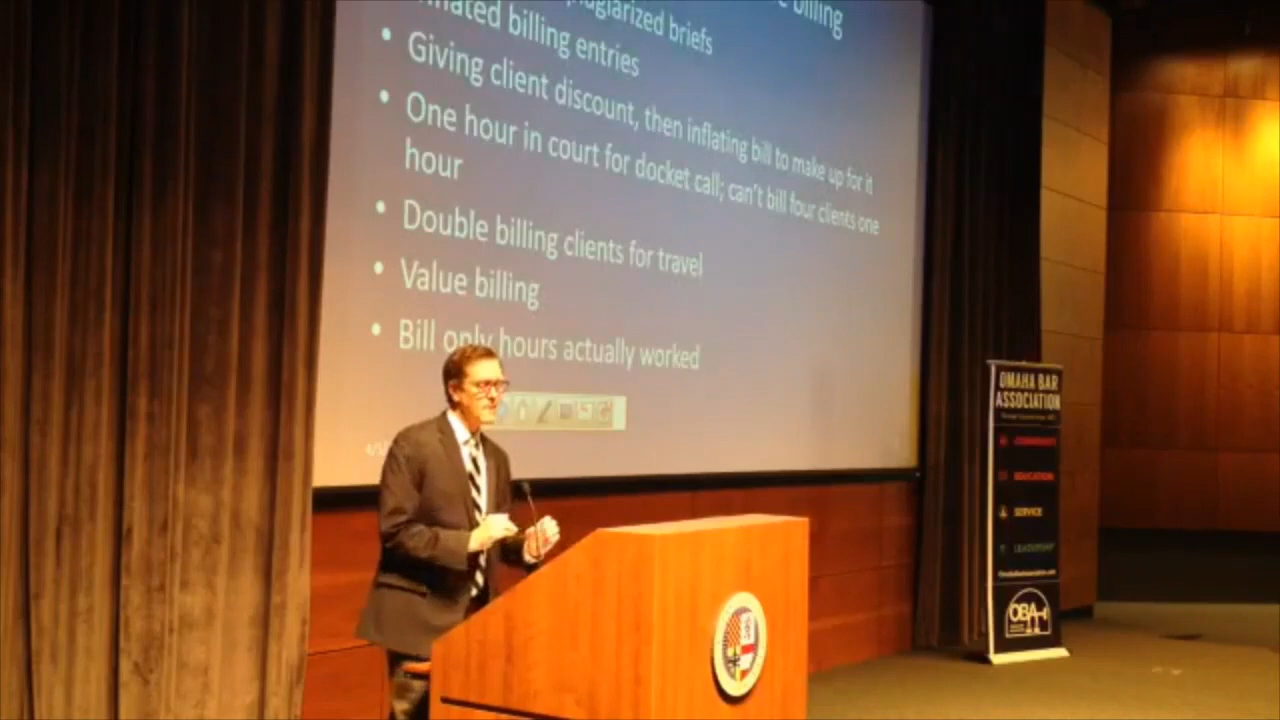 billing
plagiarized briefs
billing entries
• Giving client discount, then inflating bill to make up for it
• One hour in court for docket call; can't bill four clients one
hour
• Double billing clients for travel
• Value billing
• Bill only hours actually worked
OMAHA BAR
ASSOCIATION
COMMUNITY
EDUCATION
SERVICE
LEADERSHIP
OBA